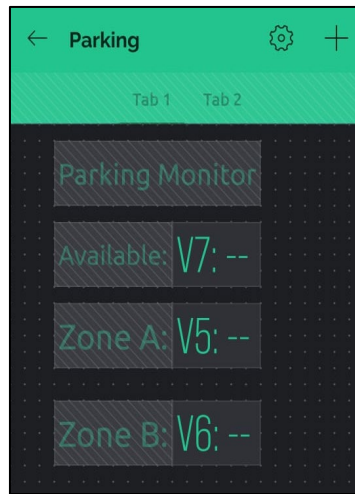 Parking
Tab 1 Tab 2
Parking Monitor
Available: V7: --
Zone A: V5: --
Zone B: V6: --